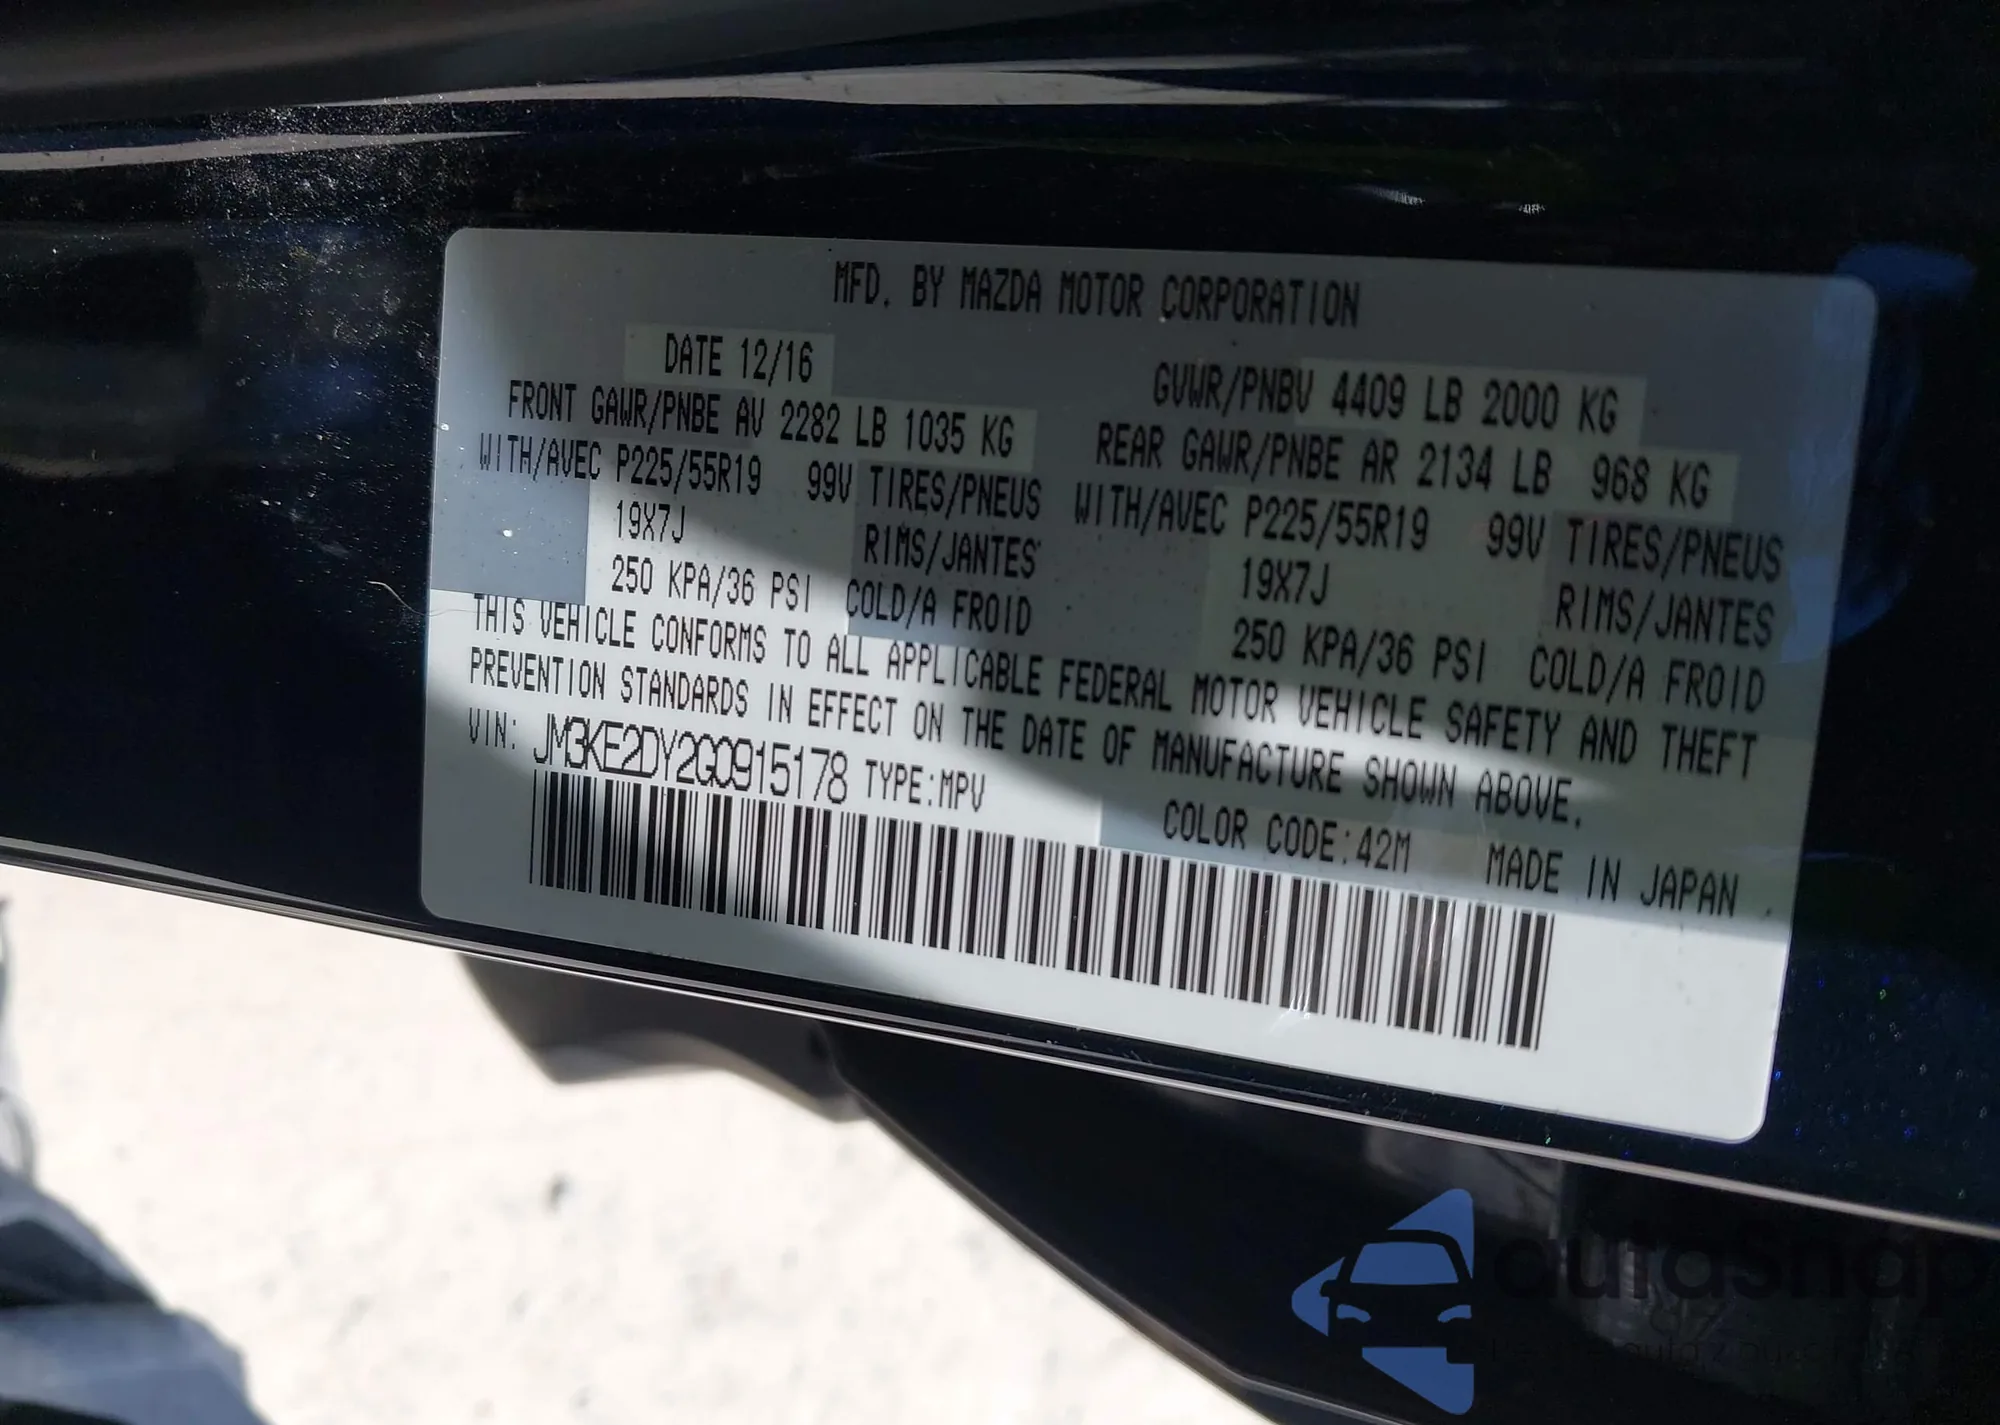 MFD. BY MAZDA MOTOR CORPORATION
DATE 12/16 GVWR/PNBV 4409 LB 2000 KG
FRONT GAWR/PNBE AV 2282 LB 1035 KG REAR GAWR/PNBE AR 2134 LB 968 KG
WITH/AVEC P225/55R19 99V TIRES/PNEUS WITH/AVEC P225/55R19 99V TIRES/PNEUS
19X7J RIMS/JANTES 19X7J RIMS/JANTES
250 KPA/36 PSI COLD/A FROID 250 KPA/36 PSI COLD/A FROID
THIS VEHICLE CONFORMS TO ALL APPLICABLE FEDERAL MOTOR VEHICLE SAFETY AND THEFT
PREVENTION STANDARDS IN EFFECT ON THE DATE OF MANUFACTURE SHOWN ABOVE.
VIN: JM3KE2DY2G0915178 TYPE:MPV COLOR CODE:42M MADE IN JAPAN
autasnap